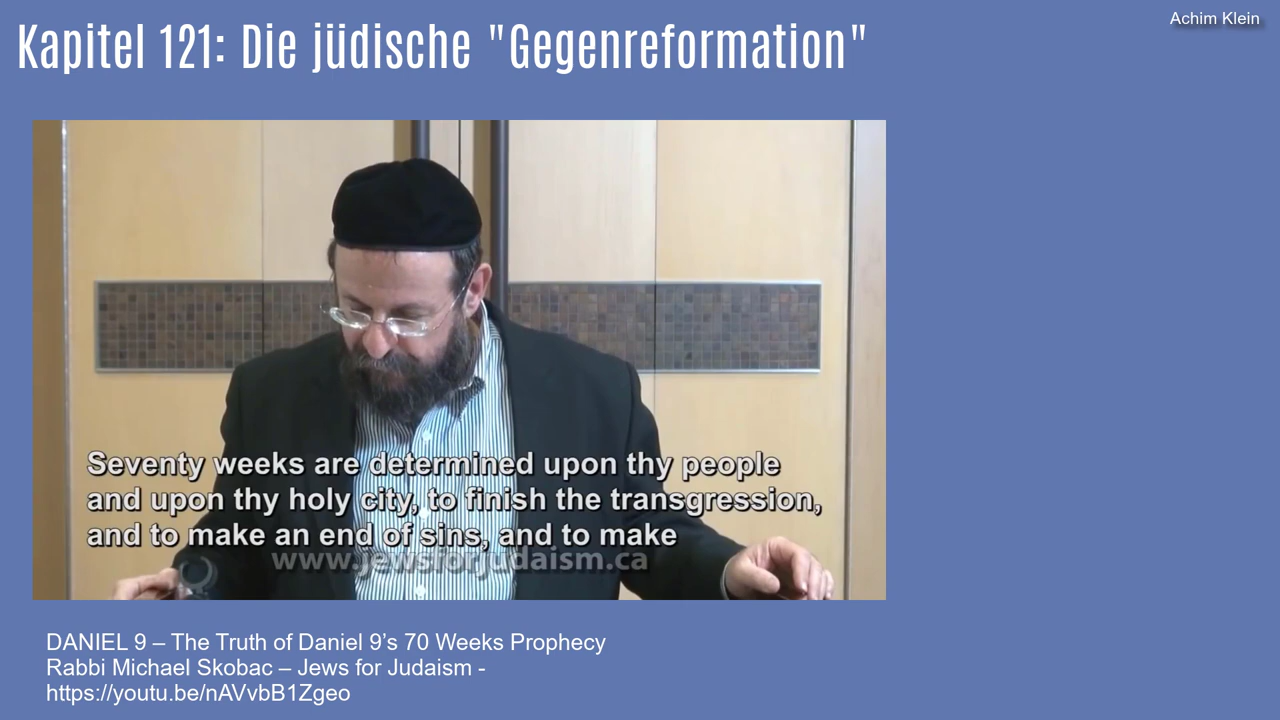 Achim Klein
Kapitel 121: Die jüdische "Gegenreformation"
Seventy weeks are determined upon thy people
and upon thy holy city, to finish the transgression,
and to make an end of sins, and to make
www.jewsforjudaism.ca
DANIEL 9 – The Truth of Daniel 9’s 70 Weeks Prophecy
Rabbi Michael Skobac – Jews for Judaism -
https://youtu.be/nAVvbB1Zgeo